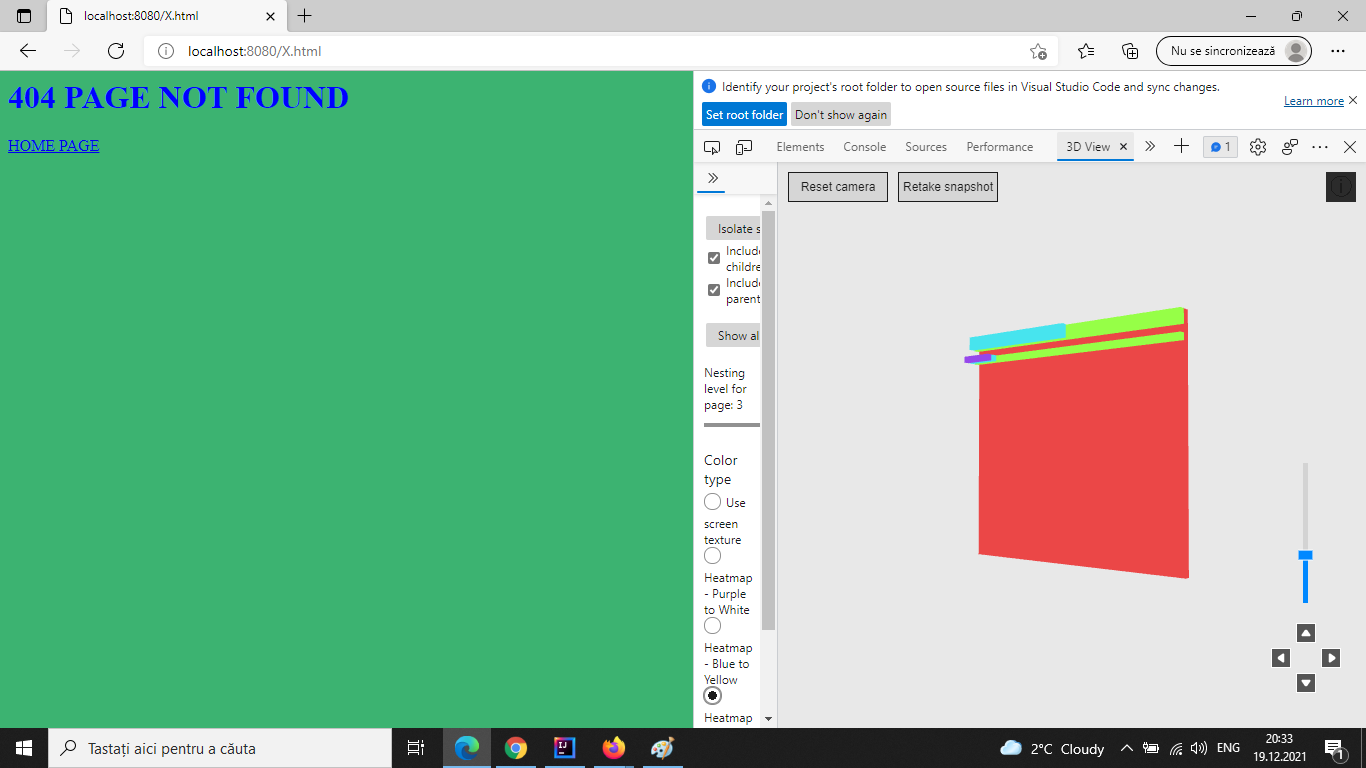 localhost:8080/X.html
localhost:8080/X.html
Nu se sincronizează
404 PAGE NOT FOUND
HOME PAGE
Identify your project's root folder to open source files in Visual Studio Code and sync changes.
Learn more
Set root folder
Don't show again
Elements
Console
Sources
Performance
3D View
1
Reset camera
Retake snapshot
Isolate s
Include
childre
Include
parent
Show al
Nesting
level for
page: 3
Color
type
Use
screen
texture
Heatmap
- Purple
to White
Heatmap
- Blue to
Yellow
Heatmap
Tastați aici pentru a căuta
2°C Cloudy
ENG
20:33
19.12.2021
1